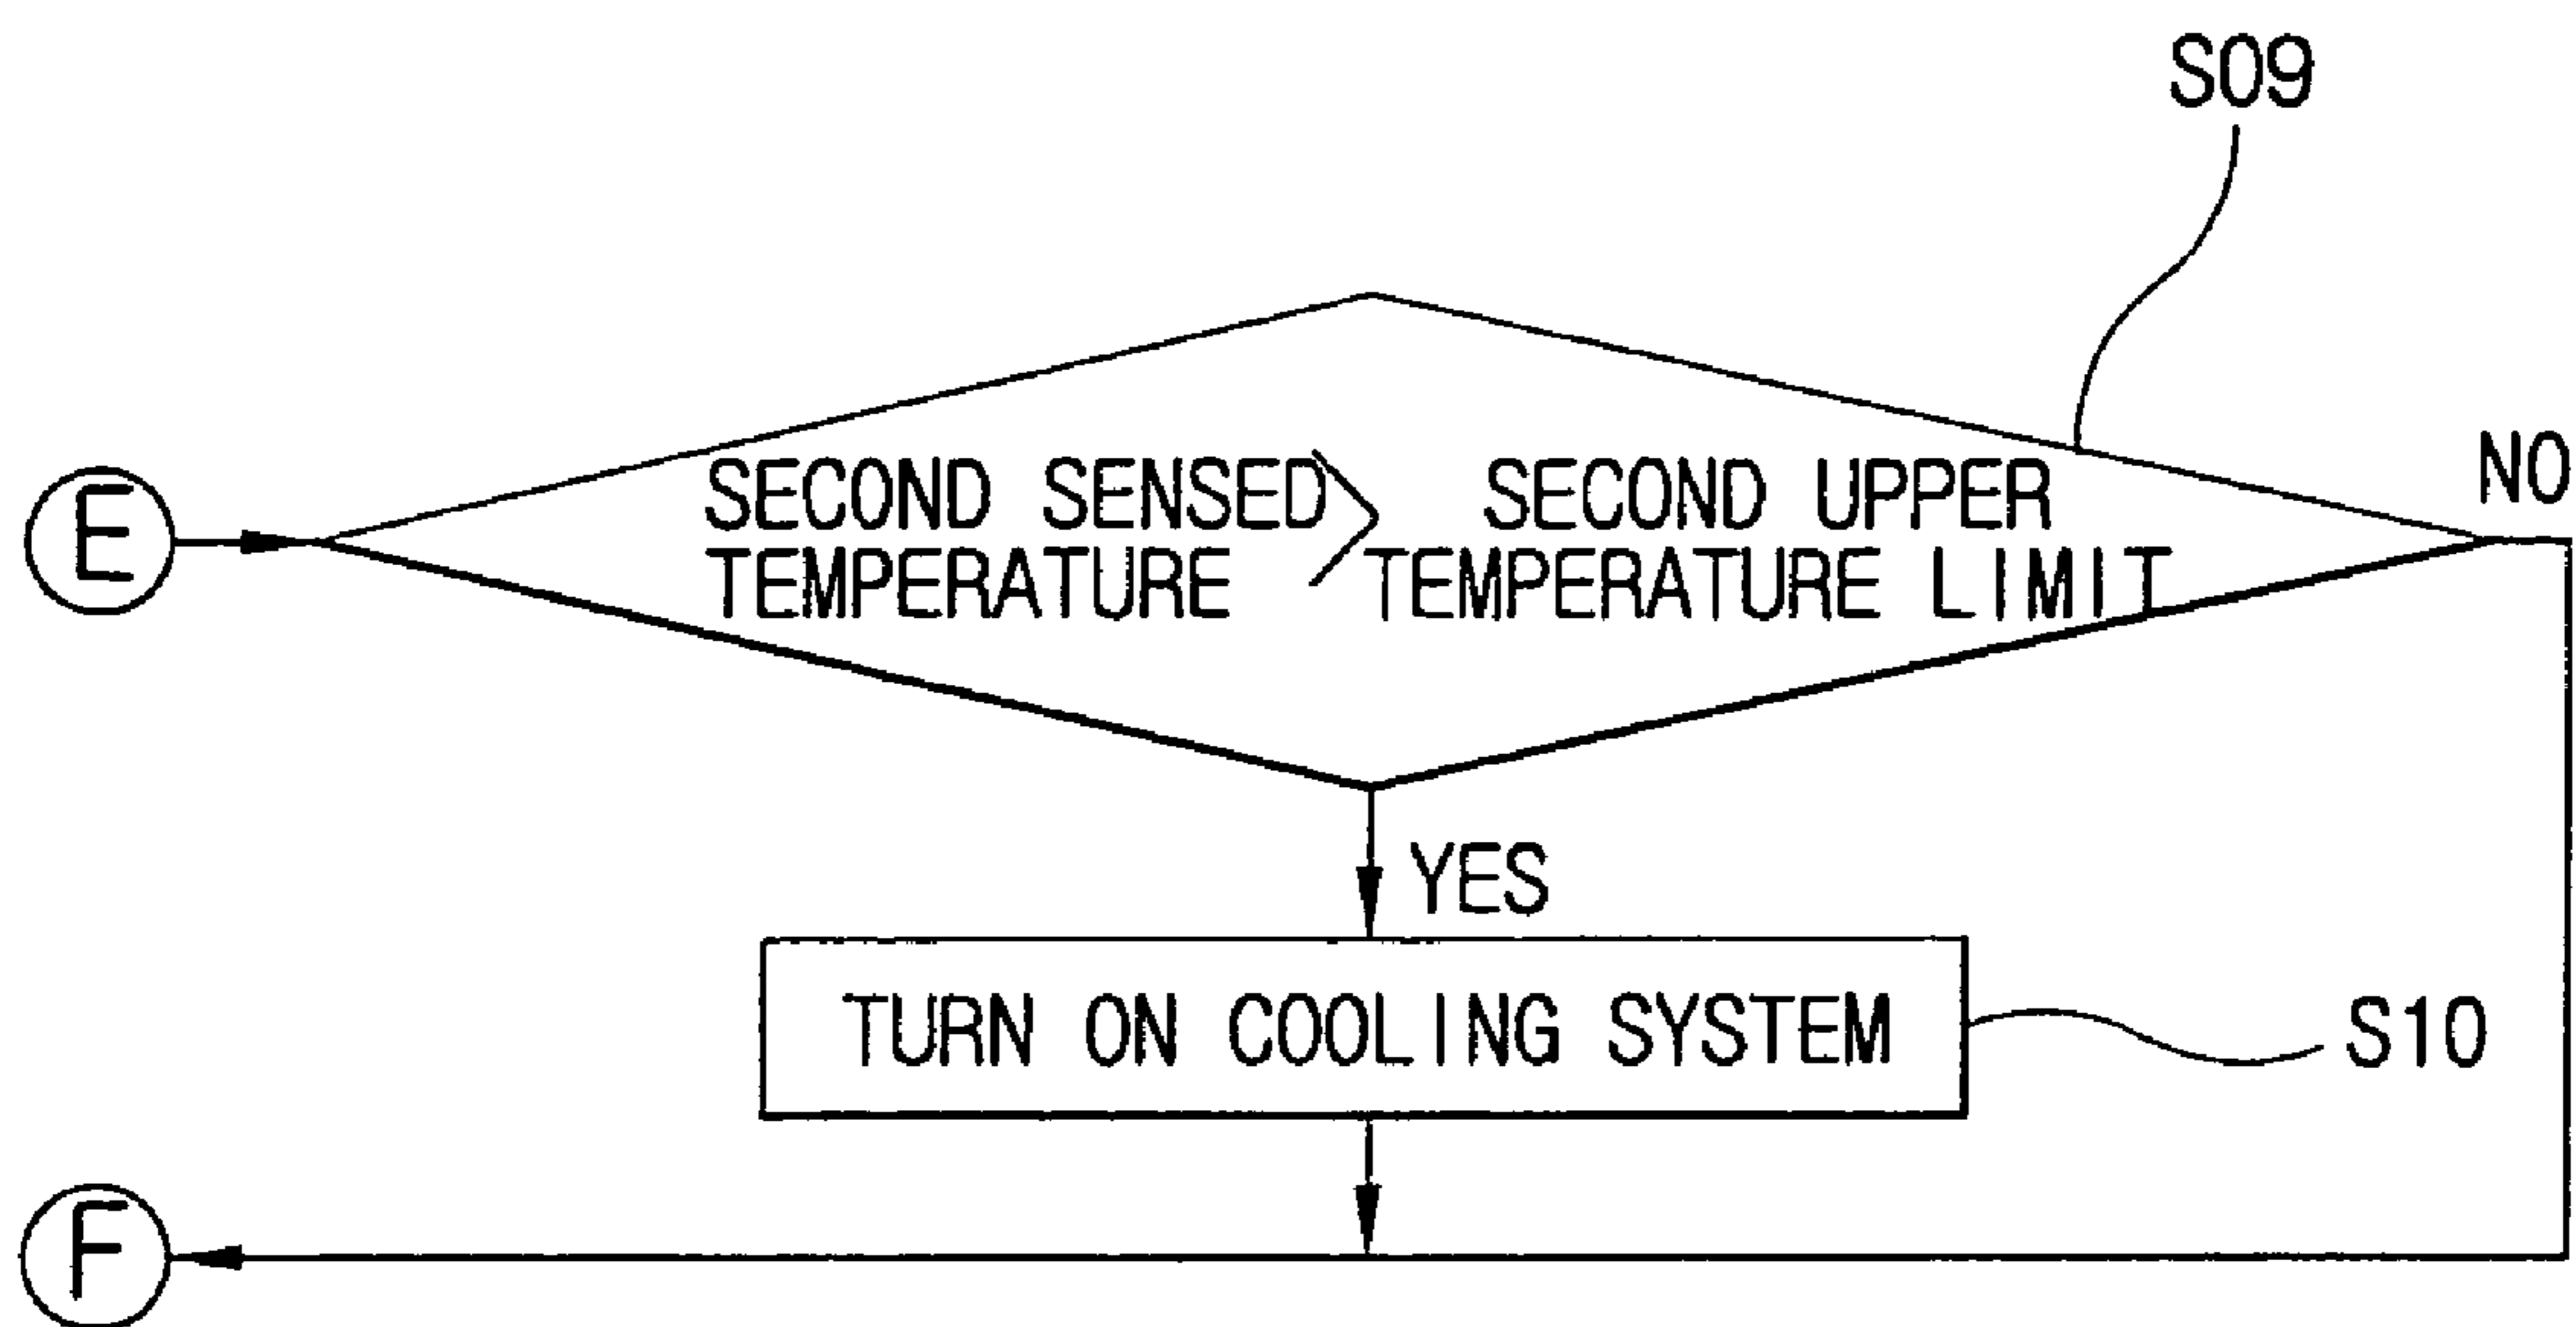 S09
E
SECOND SENSED > SECOND UPPER
TEMPERATURE TEMPERATURE LIMIT
NO
YES
TURN ON COOLING SYSTEM
S10
F